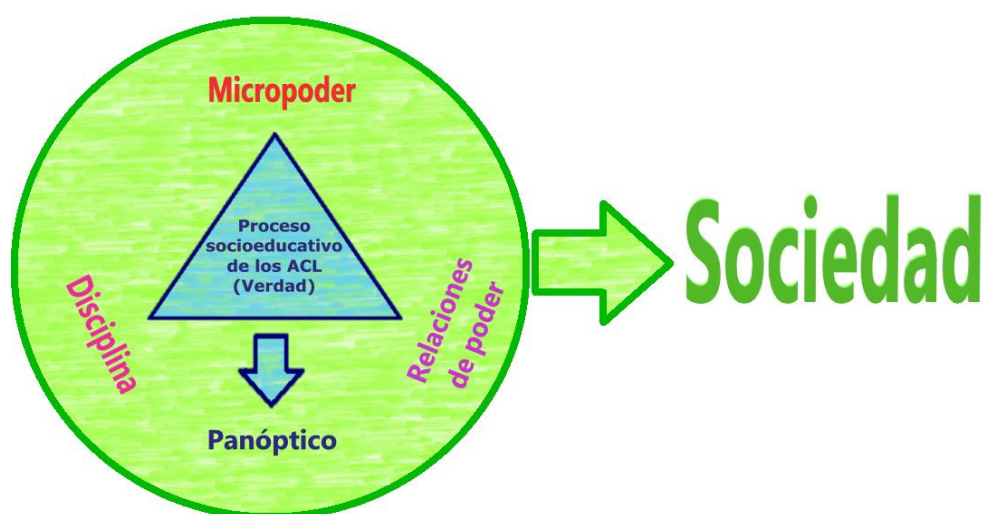 Micropoder
Proceso
socioeducativo
de los ACL
(Verdad)
Disciplina
Relaciones
de poder
Panóptico
Sociedad